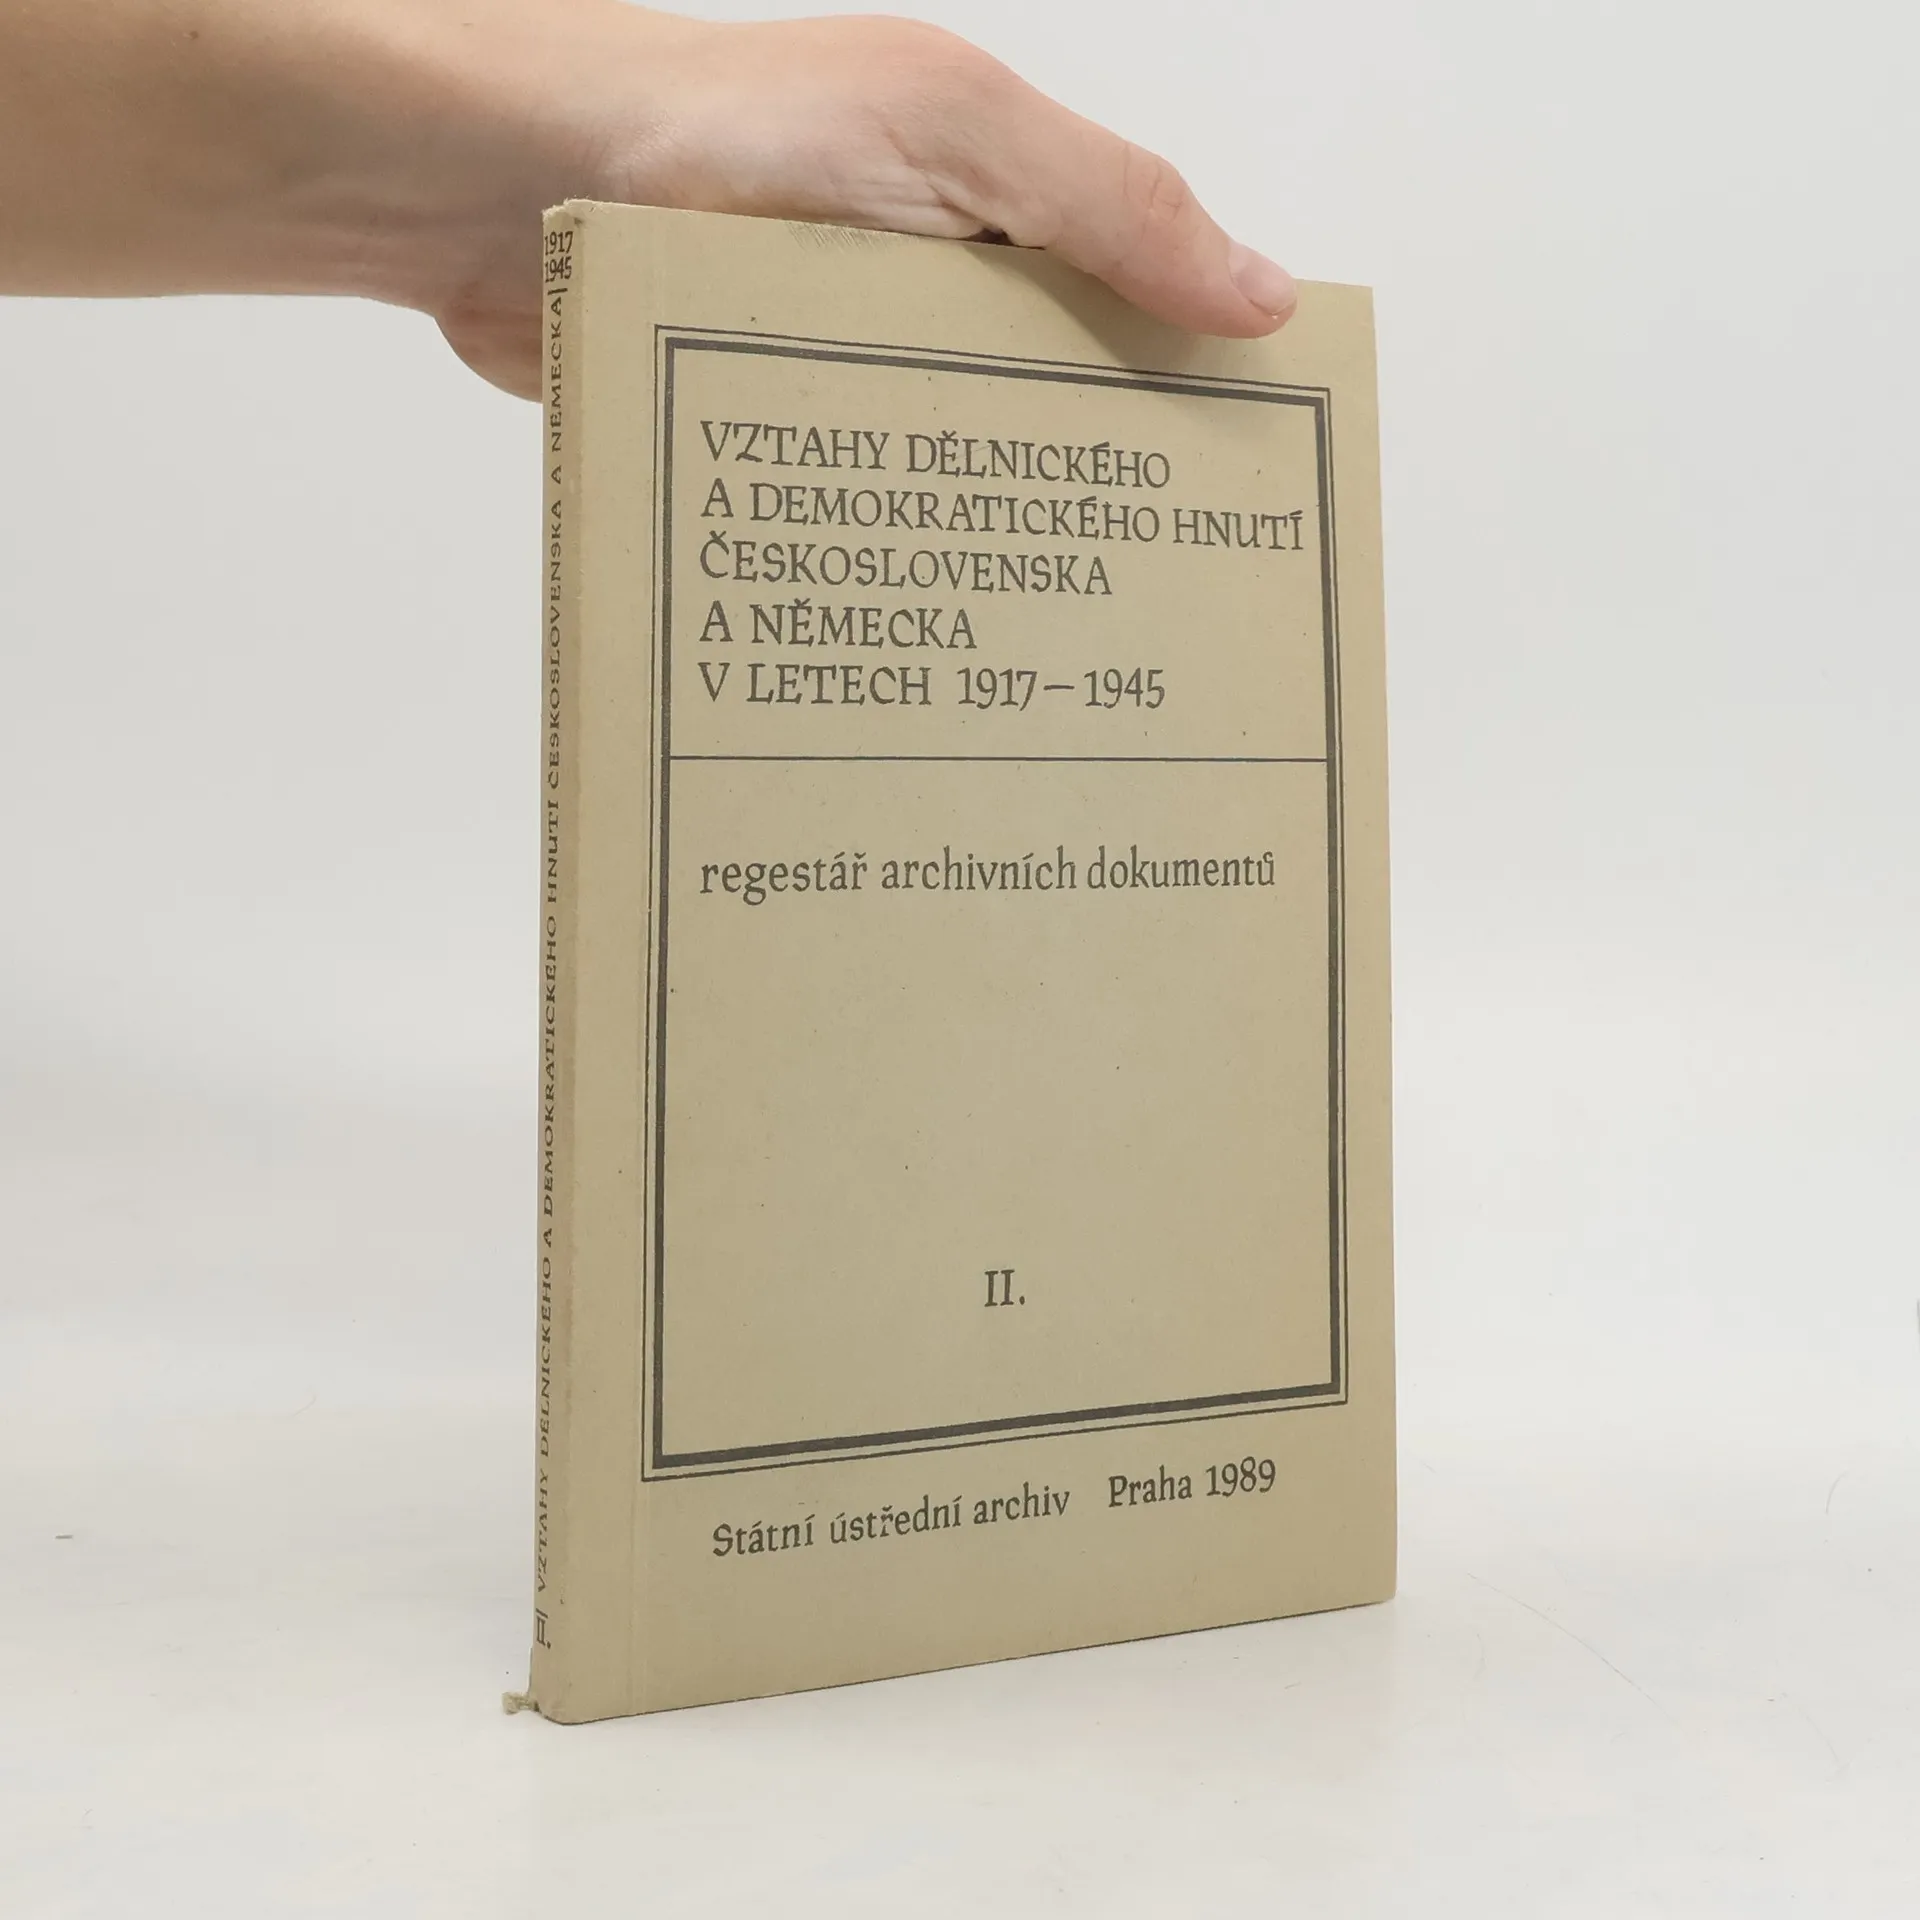 VZTAHY DĚLNICKÉHO
A DEMOKRATICKÉHO HNUTÍ
ČESKOSLOVENSKA
A NĚMECKA
V LETECH 1917–1945
regestář archivních dokumentů
II.
Státní ústřední archiv Praha 1989
II. | VZTAHY DĚLNICKÉHO A DEMOKRATICKÉHO HNUTÍ ČESKOSLOVENSKA A NĚMECKA |
1917
1945